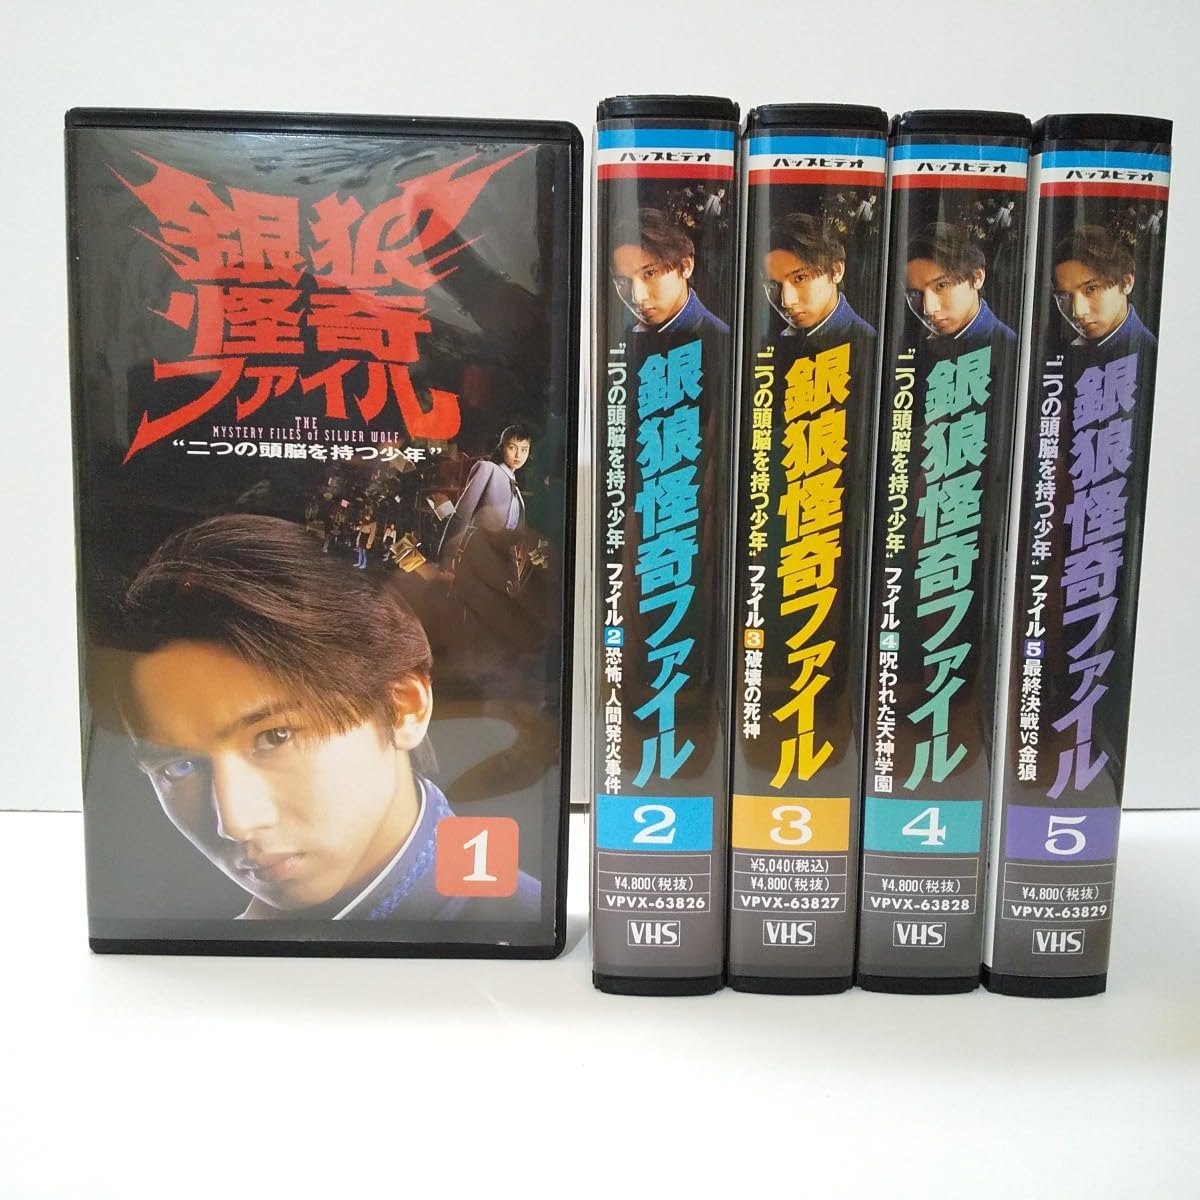 銀狼
怪奇
ファイル
THE
MYSTERY FILES of SILVER WOLF
“二つの頭脳を持つ少年”
1
ハップビデオ
“二つの頭脳を持つ少年” ファイル2 恐怖、人間発火事件
銀狼怪奇ファイル
2
¥4,800(税抜)
VPVX-63826
VHS
ハップビデオ
“二つの頭脳を持つ少年” ファイル3 破壊の死神
銀狼怪奇ファイル
3
¥5,040(税込)
¥4,800(税抜)
VPVX-63827
VHS
ハップビデオ
“二つの頭脳を持つ少年” ファイル4 呪われた天神学園
銀狼怪奇ファイル
4
¥4,800(税抜)
VPVX-63828
VHS
ハップビデオ
“二つの頭脳を持つ少年” ファイル5 最終決戦VS金狼
銀狼怪奇ファイル
5
¥4,800(税抜)
VPVX-63829
VHS